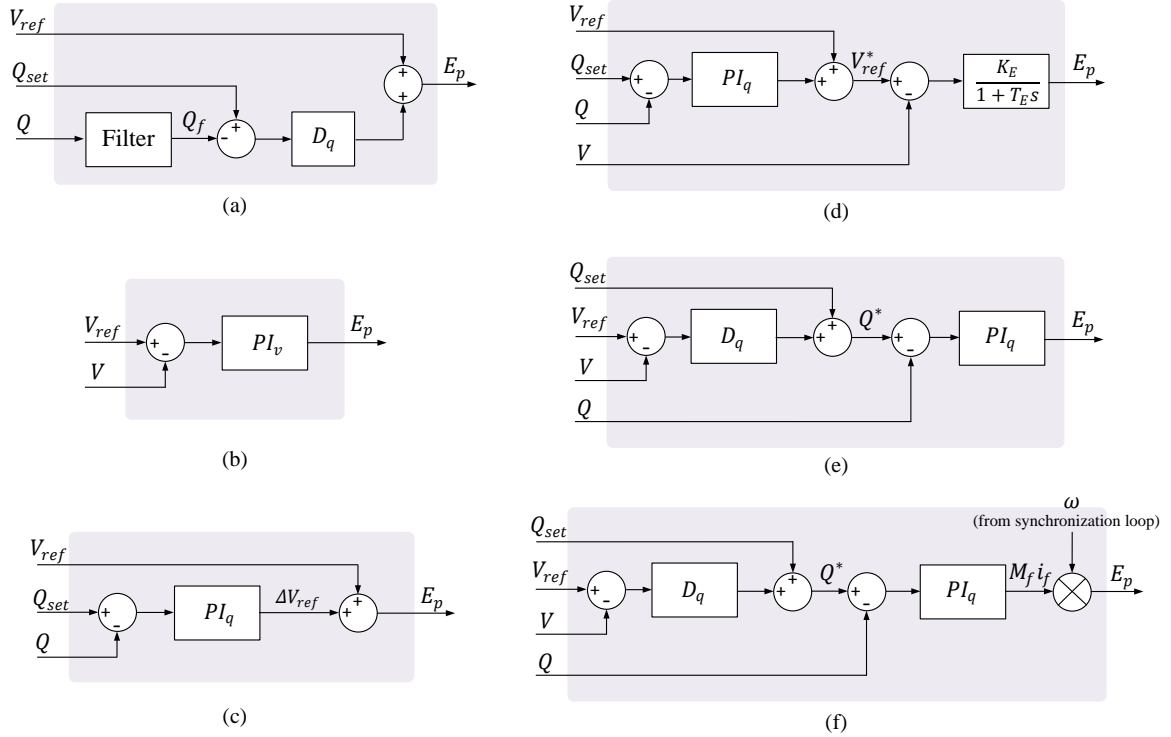 V_ref
Q_set
Q
Filter
Q_f
D_q
E_p
+
+
+
-
(a)
V_ref
V
+
-
PI_v
E_p
(b)
V_ref
Q_set
Q
+
-
PI_q
ΔV_ref
+
+
E_p
(c)
V_ref
Q_set
Q
V
+
-
PI_q
+
+
V*_ref
+
-
K_E
1 + T_E s
E_p
(d)
Q_set
V_ref
V
Q
+
-
D_q
+
+
Q*
+
-
PI_q
E_p
(e)
ω
(from synchronization loop)
Q_set
V_ref
V
Q
+
-
D_q
+
+
Q*
+
-
PI_q
M_f i_f
E_p
(f)